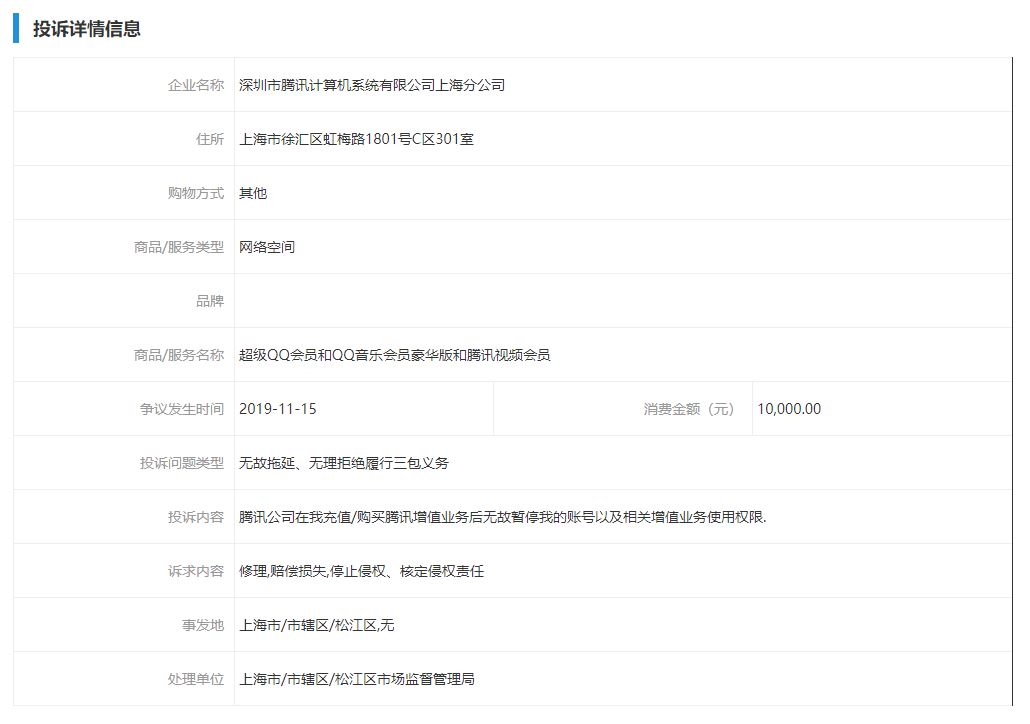 投诉详情信息
企业名称 深圳市腾讯计算机系统有限公司上海分公司
住所 上海市徐汇区虹梅路1801号C区301室
购物方式 其他
商品/服务类型 网络空间
品牌
商品/服务名称 超级QQ会员和QQ音乐会员豪华版和腾讯视频会员
争议发生时间 2019-11-15 消费金额（元） 10,000.00
投诉问题类型 无故拖延、无理拒绝履行三包义务
投诉内容 腾讯公司在我充值/购买腾讯增值业务后无故暂停我的账号以及相关增值业务使用权限.
诉求内容 修理,赔偿损失,停止侵权、核定侵权责任
事发地 上海市/市辖区/松江区,无
处理单位 上海市/市辖区/松江区市场监督管理局